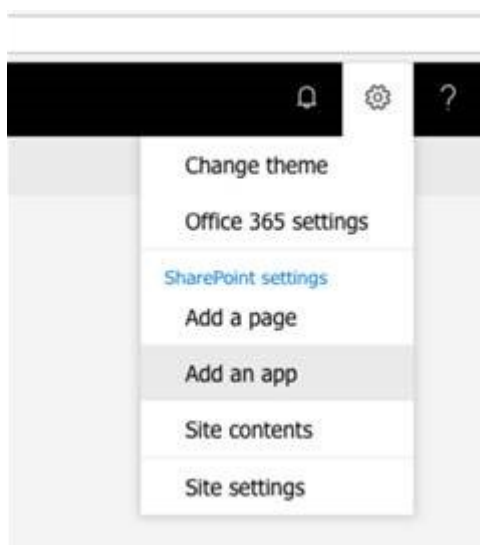 ?
Change theme
Office 365 settings
SharePoint settings
Add a page
Add an app
Site contents
Site settings